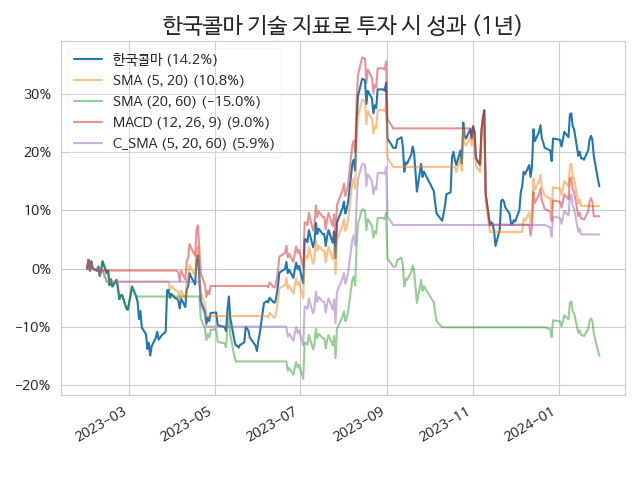 한국콜마 기술 지표로 투자 시 성과 (1년)
한국콜마 (14.2%)
SMA (5, 20) (10.8%)
SMA (20, 60) (−15.0%)
MACD (12, 26, 9) (9.0%)
C_SMA (5, 20, 60) (5.9%)
30%
20%
10%
0%
−10%
−20%
2023−03
2023−05
2023−07
2023−09
2023−11
2024−01